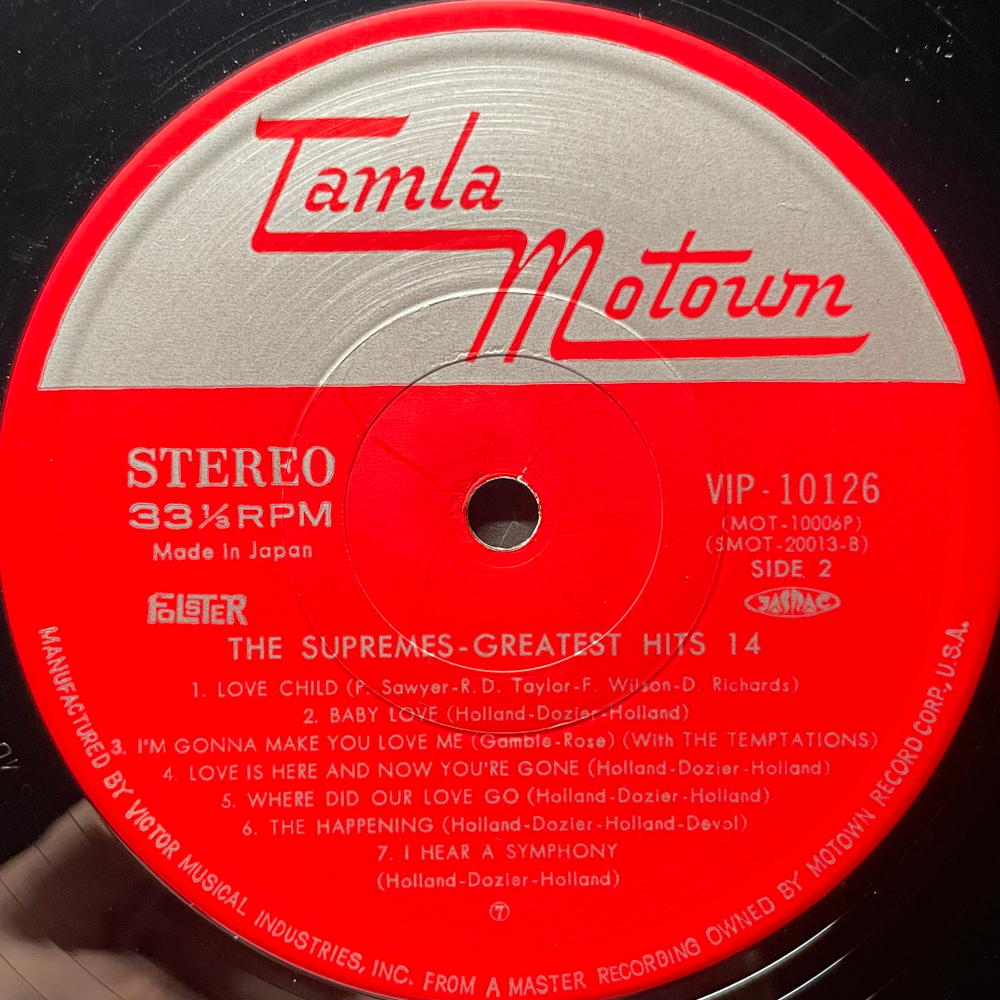 Tamla
Motown
STEREO
33⅓RPM
Made in Japan
FOLSTER
VIP-10126
(MOT-10006P)
(SMOT-20013-B)
SIDE 2
JASRAC
THE SUPREMES-GREATEST HITS 14
1. LOVE CHILD (P. Sawyer-R.D. Taylor-F. Wilson-D. Richards)
2. BABY LOVE (Holland-Dozier-Holland)
3. I'M GONNA MAKE YOU LOVE ME (Gamble-Rose) (With THE TEMPTATIONS)
4. LOVE IS HERE AND NOW YOU'RE GONE (Holland-Dozier-Holland)
5. WHERE DID OUR LOVE GO (Holland-Dozier-Holland)
6. THE HAPPENING (Holland-Dozier-Holland-Devol)
7. I HEAR A SYMPHONY
(Holland-Dozier-Holland)
⑦
MANUFACTURED BY VICTOR MUSICAL INDUSTRIES, INC. FROM A MASTER RECORDING OWNED BY MOTOWN RECORD CORP., U.S.A.